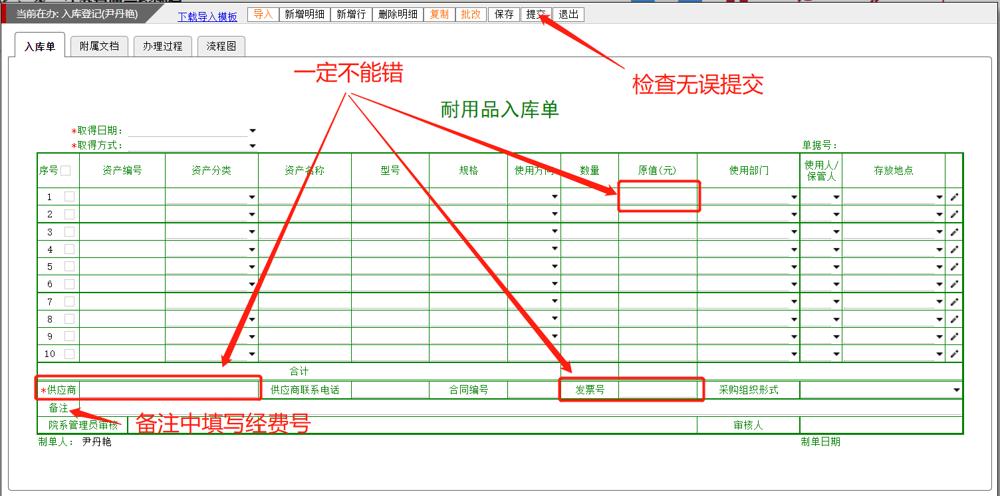 当前在办: 入库登记(尹丹艳) 下载导入模板 导入 新增明细 新增行 删除明细 复制 批改 保存 提交 退出
入库单 附属文档 办理过程 流程图
一定不能错
检查无误提交
耐用品入库单
*取得日期：
*取得方式： 单据号：
序号 资产编号 资产分类 资产名称 型号 规格 使用方向 数量 原值(元) 使用部门 使用人/保管人 存放地点
1
2
3
4
5
6
7
8
9
10
合计
*供应商 供应商联系电话 合同编号 发票号 采购组织形式
备注
备注中填写经费号
院系管理员审核 审核人
制单人： 尹丹艳 制单日期